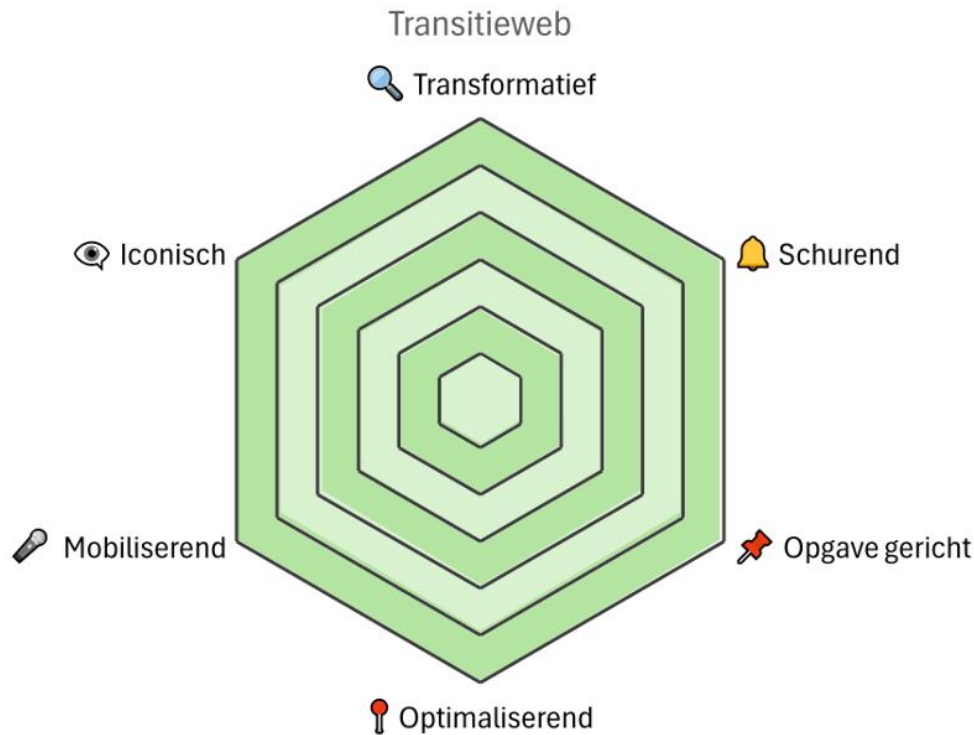 Transitieweb
Transformatief
Iconisch
Schurend
Mobiliserend
Opgave gericht
Optimaliserend